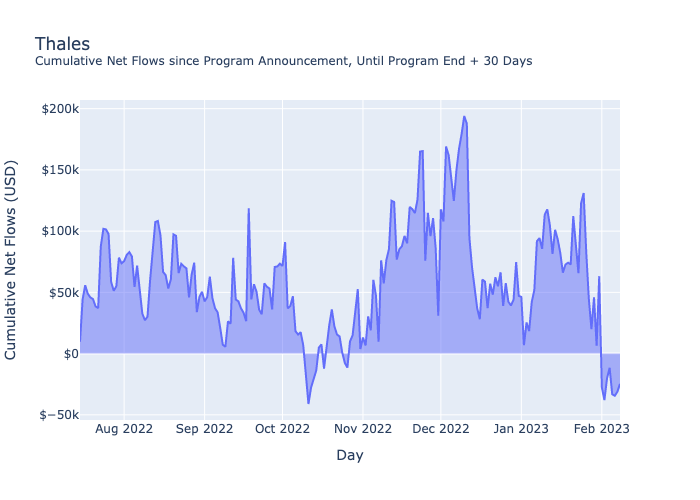 Thales
Cumulative Net Flows since Program Announcement, Until Program End + 30 Days
Cumulative Net Flows (USD)
$200k
$150k
$100k
$50k
$0
$−50k
Aug 2022 Sep 2022 Oct 2022 Nov 2022 Dec 2022 Jan 2023 Feb 2023
Day